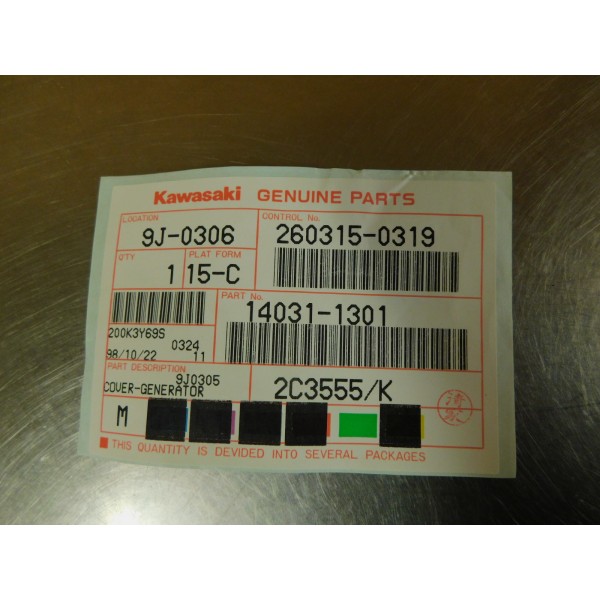 Kawasaki GENUINE PARTS
LOCATION
9J-0306
CONTROL No.
260315-0319
Q'TY
1
PLAT FORM
15-C
PART No.
14031-1301
200K3Y69S
0324
98/10/22 11
PART DESCRIPTION
9J0305
COVER-GENERATOR
2C3555/K
M
THIS QUANTITY IS DEVIDED INTO SEVERAL PACKAGES